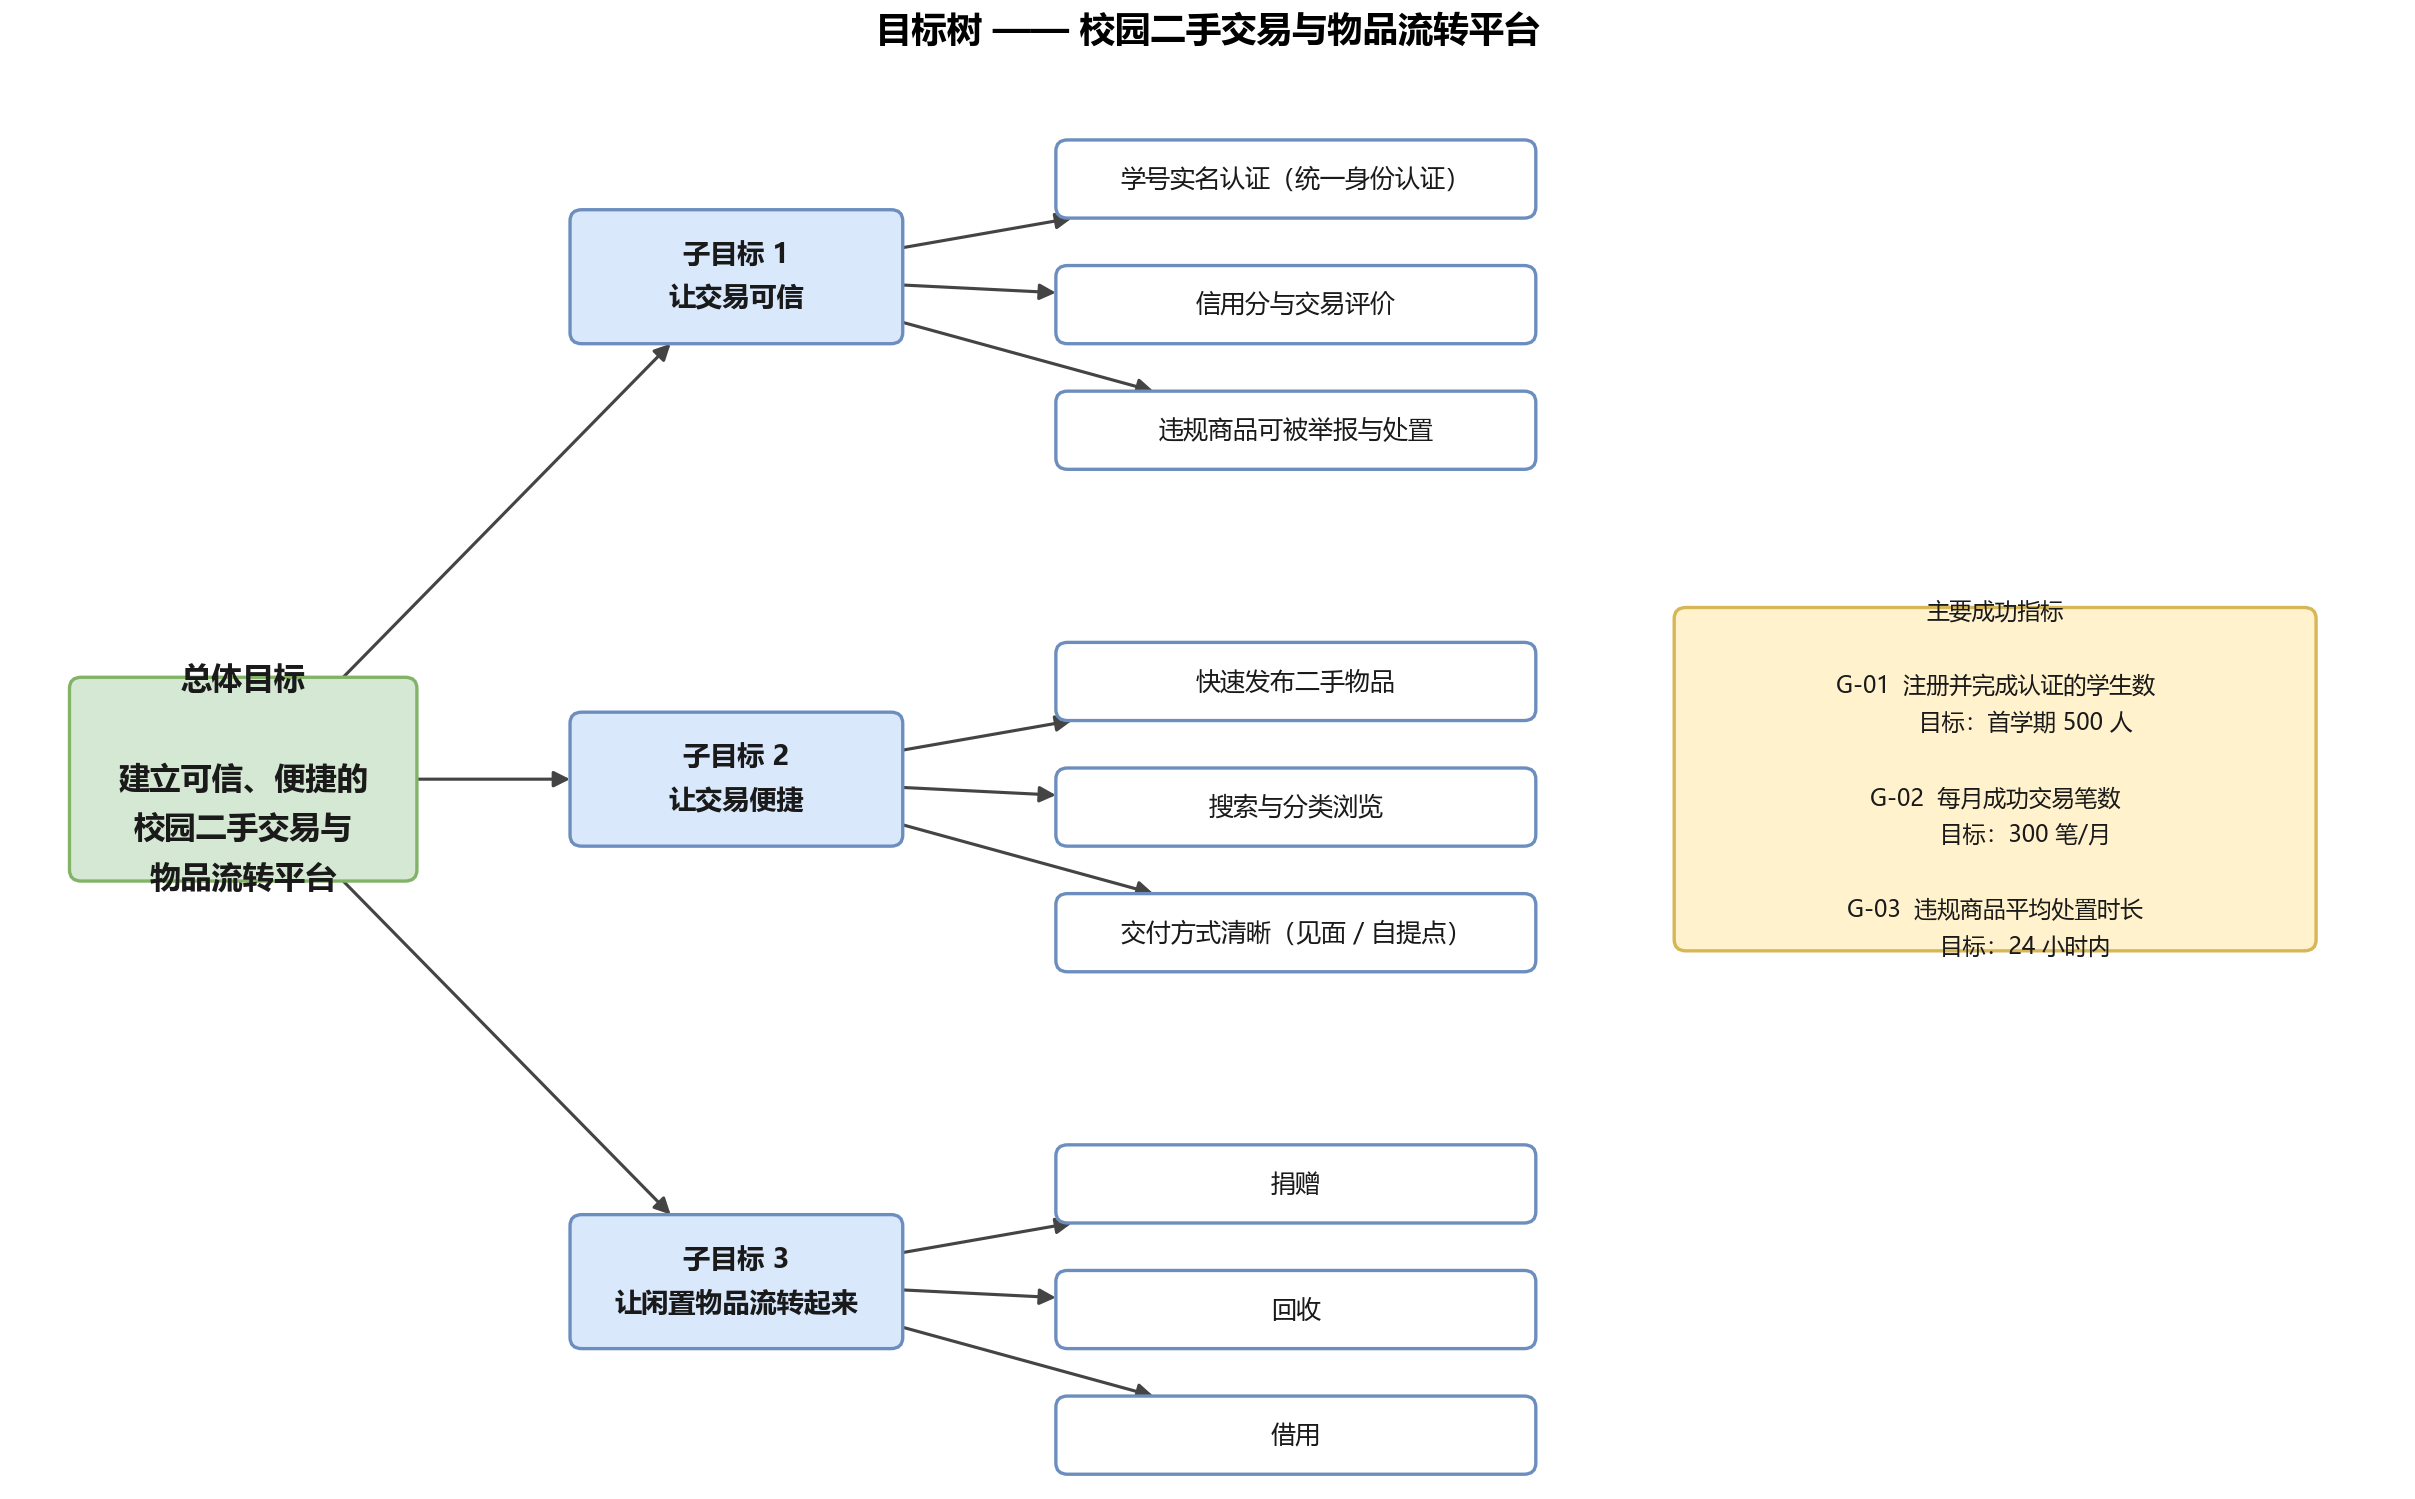 目标树 —— 校园二手交易与物品流转平台
总体目标
建立可信、便捷的
校园二手交易与
物品流转平台
子目标 1
让交易可信
学号实名认证（统一身份认证）
信用分与交易评价
违规商品可被举报与处置
子目标 2
让交易便捷
快速发布二手物品
搜索与分类浏览
交付方式清晰（见面 / 自提点）
子目标 3
让闲置物品流转起来
捐赠
回收
借用
主要成功指标
G-01 注册并完成认证的学生数
目标：首学期 500 人
G-02 每月成功交易笔数
目标：300 笔/月
G-03 违规商品平均处置时长
目标：24 小时内